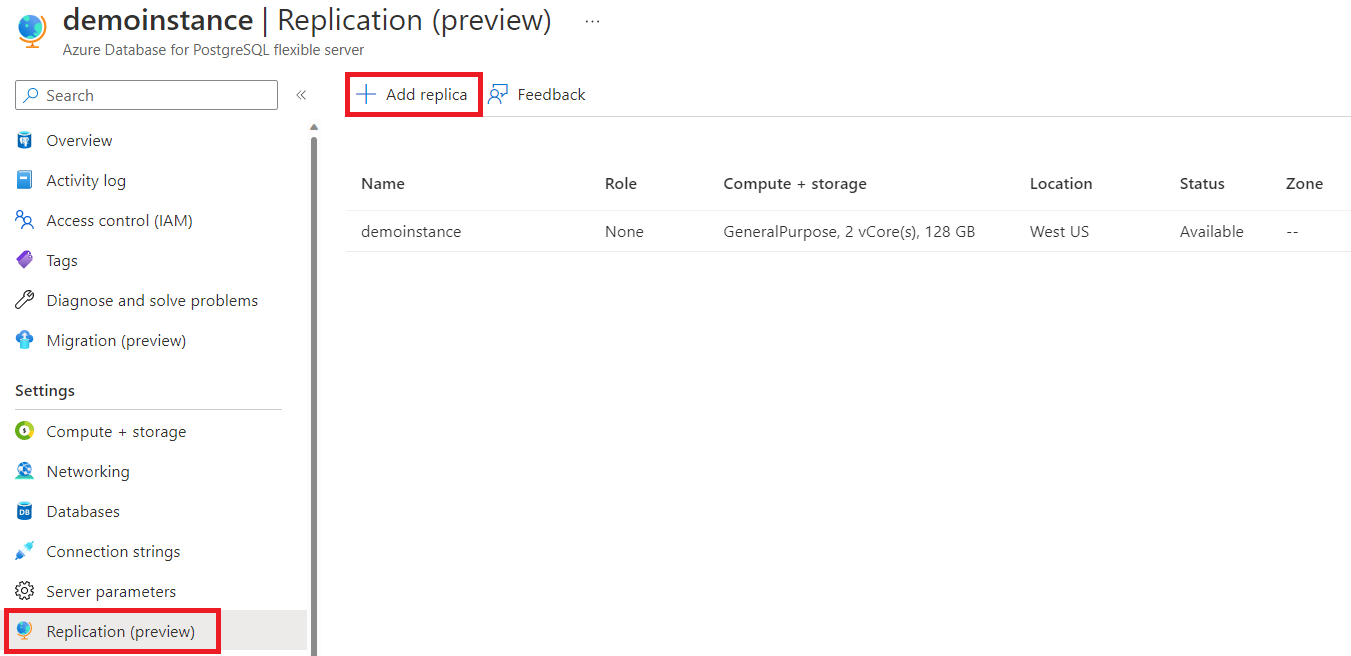 demoinstance | Replication (preview) ...
Azure Database for PostgreSQL flexible server
Search «
Add replica Feedback
Overview
Activity log
Access control (IAM)
Tags
Diagnose and solve problems
Migration (preview)
Settings
Compute + storage
Networking
DB Databases
Connection strings
Server parameters
Replication (preview)
Name Role Compute + storage Location Status Zone
demoinstance None GeneralPurpose, 2 vCore(s), 128 GB West US Available --